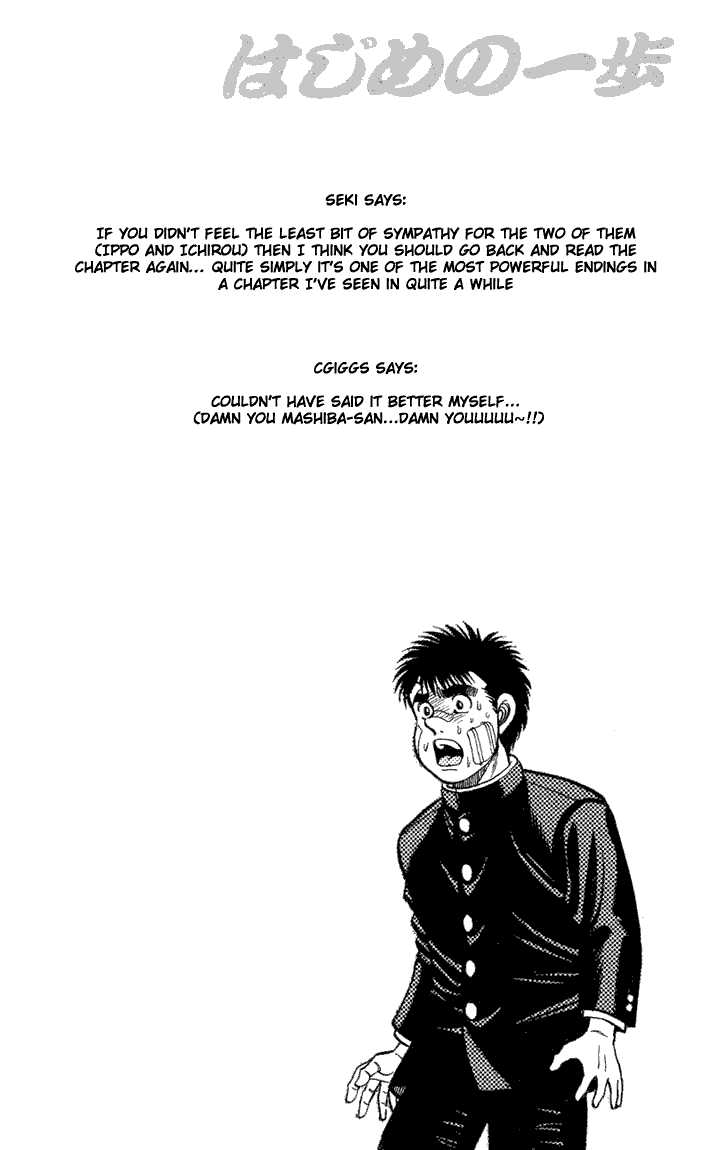 はじめの一歩
SEKI SAYS:
IF YOU DIDN'T FEEL THE LEAST BIT OF SYMPATHY FOR THE TWO OF THEM
(IPPO AND ICHIROU) THEN I THINK YOU SHOULD GO BACK AND READ THE
CHAPTER AGAIN... QUITE SIMPLY IT'S ONE OF THE MOST POWERFUL ENDINGS IN
A CHAPTER I'VE SEEN IN QUITE A WHILE
CGIGGS SAYS:
COULDN'T HAVE SAID IT BETTER MYSELF...
(DAMN YOU MASHIBA-SAN...DAMN YOUUUUU~!!)